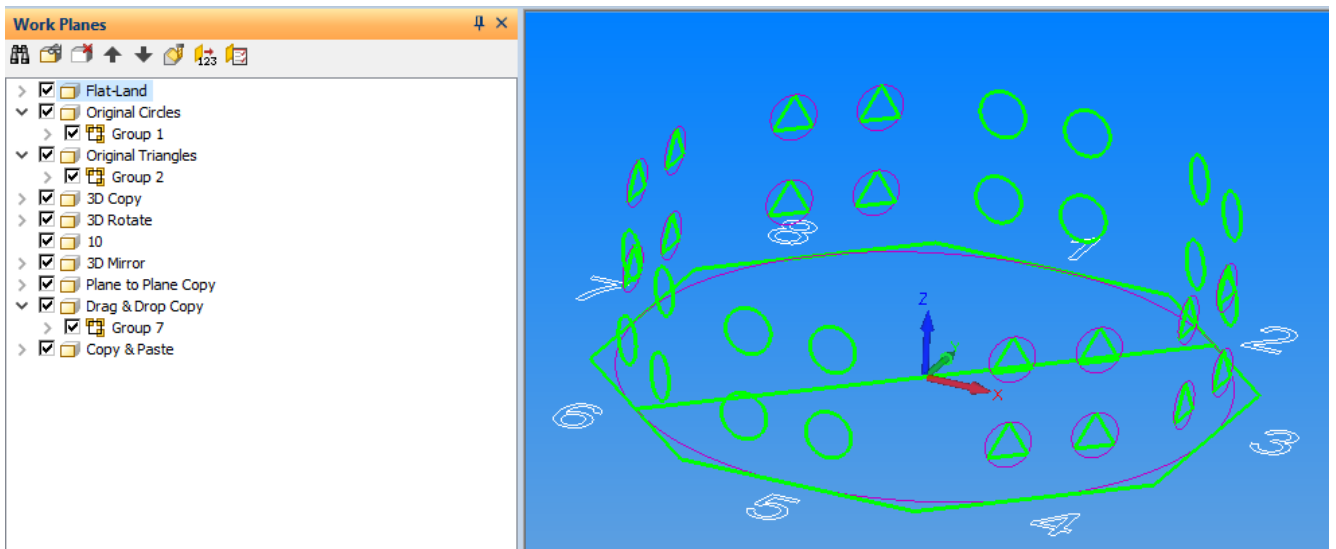 Work Planes
123
Flat-Land
Original Circles
Group 1
Original Triangles
Group 2
3D Copy
3D Rotate
10
3D Mirror
Plane to Plane Copy
Drag & Drop Copy
Group 7
Copy & Paste
8
1
7
Z
Y
X
2
6
3
5
4